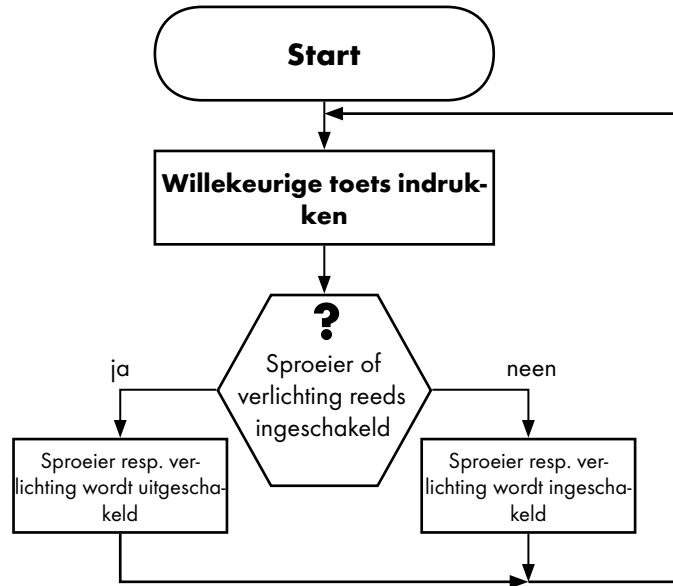 Start
Willekeurige toets indruk-
ken
?
Sproeier of
verlichting reeds
ingeschakeld
ja
neen
Sproeier resp. ver-
lichting wordt uitgescha-
keld
Sproeier resp. ver-
lichting wordt ingescha-
keld